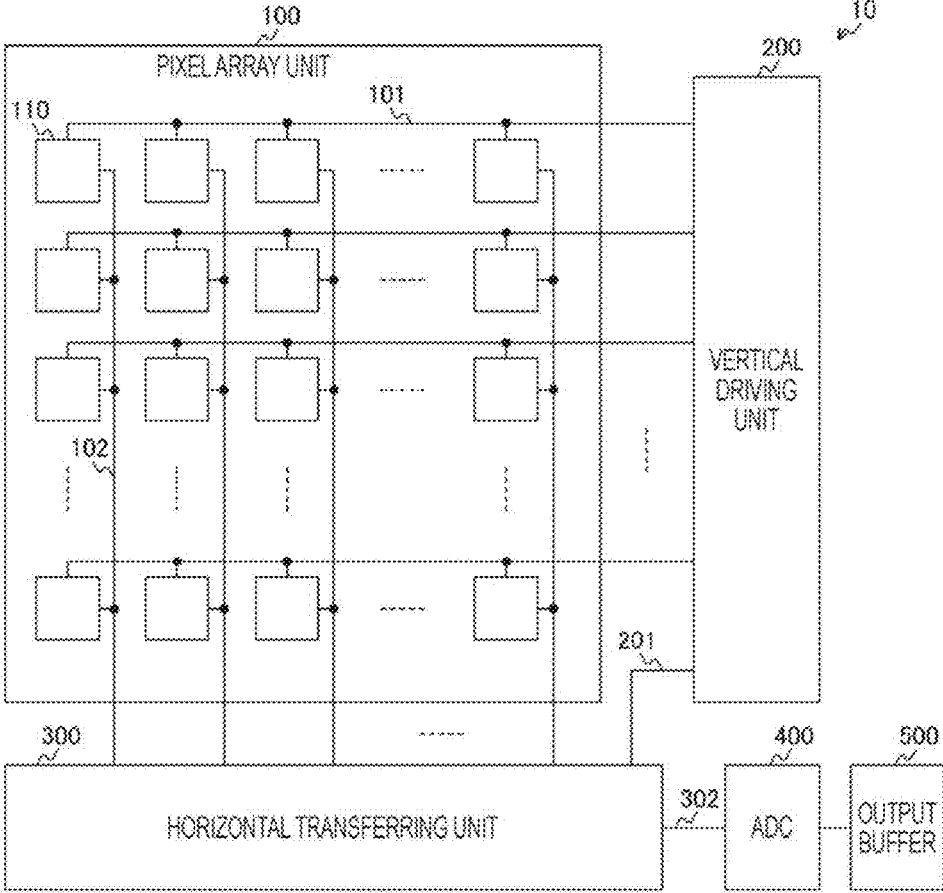 10
100
PIXEL ARRAY UNIT
200
101
110
VERTICAL
DRIVING
UNIT
102
201
300
400
500
HORIZONTAL TRANSFERRING UNIT
302
ADC
OUTPUT
BUFFER